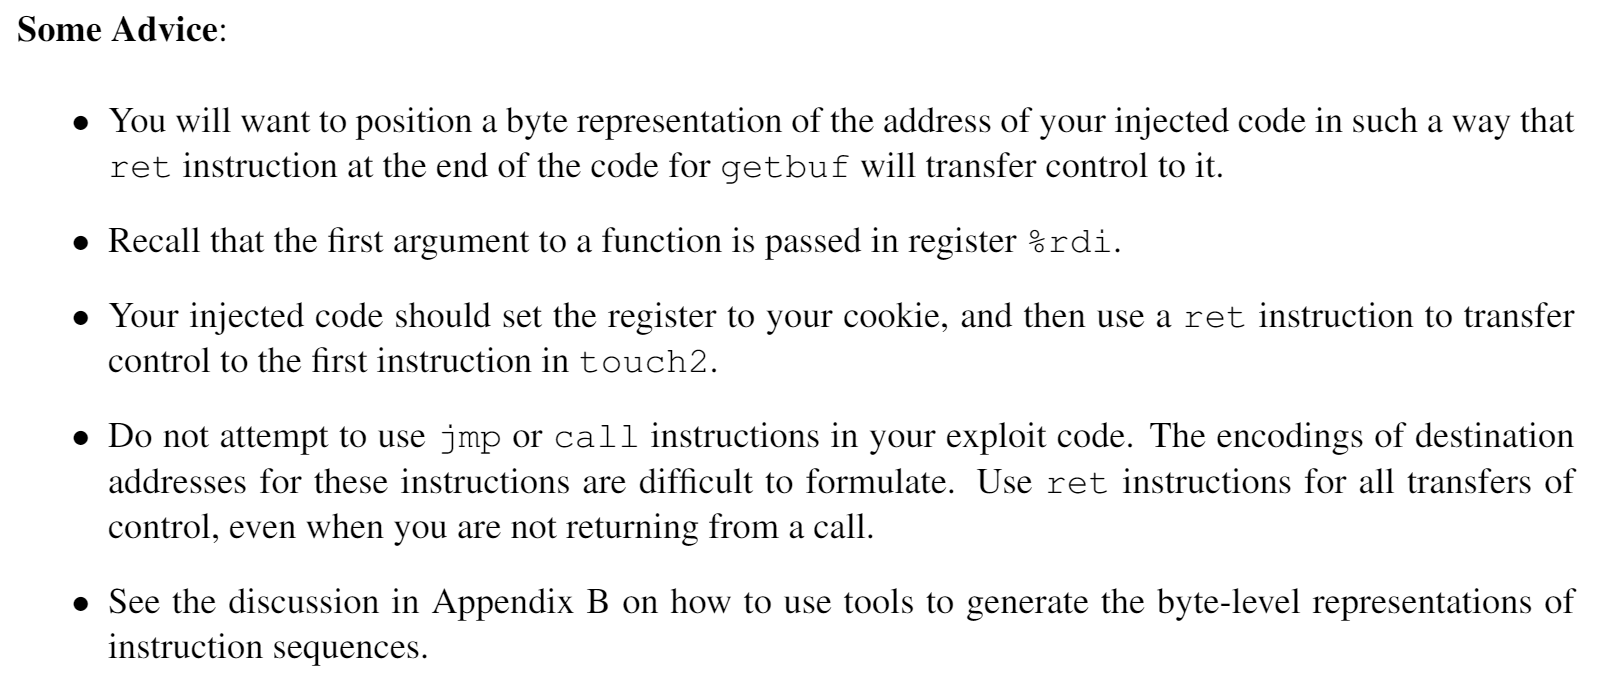 Some Advice:
• You will want to position a byte representation of the address of your injected code in such a way that
ret instruction at the end of the code for getbuf will transfer control to it.
• Recall that the first argument to a function is passed in register %rdi.
• Your injected code should set the register to your cookie, and then use a ret instruction to transfer
control to the first instruction in touch2.
• Do not attempt to use jmp or call instructions in your exploit code. The encodings of destination
addresses for these instructions are difficult to formulate. Use ret instructions for all transfers of
control, even when you are not returning from a call.
• See the discussion in Appendix B on how to use tools to generate the byte-level representations of
instruction sequences.